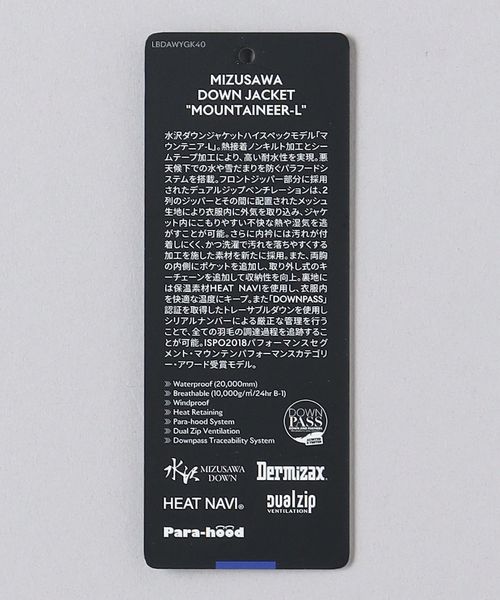 LBDAWYGK40
MIZUSAWA
DOWN JACKET
"MOUNTAINEER-L"
水沢ダウンジャケットハイスペックモデル「マ
ウンテニア-L」。熱接着ノンキルト加工とシー
ムテープ加工により、高い耐水性を実現。悪
天候下での水や雪だまりを防ぐパラフードシ
ステムを搭載。フロントジッパー部分に採用
されたデュアルジップベンチレーションは、2
列のジッパーとその間に配置されたメッシュ
生地により衣服内に外気を取り込み、ジャケ
ット内にこもりやすい不快な熱や湿気を逃
がすことが可能。さらに内衿には汚れが付
着しにくく、かつ洗濯で汚れを落ちやすくする
加工を施した素材を新たに採用。また、両胸
の内側にポケットを追加し、取り外し式のキ
ーチェーンを追加して収納性を向上。裏地に
は保温素材HEAT NAVIを使用し、衣服内
を快適な温度にキープ。また「DOWNPASS」
認証を取得したトレーサブルダウンを使用し
シリアルナンバーによる厳正な管理を行う
ことで、全ての羽毛の調達過程を追跡するこ
とが可能。ISPO2018パフォーマンスセグ
メント・マウンテンパフォーマンスカテゴリ
ー・アワード受賞モデル。
Waterproof (20,000mm)
Breathable (10,000g/㎡/24hr B-1)
Windproof
Heat Retaining
Para-hood System
Dual Zip Ventilation
Downpass Traceability System
DOWN
PASS
水沢 MIZUSAWA
DOWN
Dermizax®
HEAT NAVI®
Dualzip
VENTILATION
Para-hood